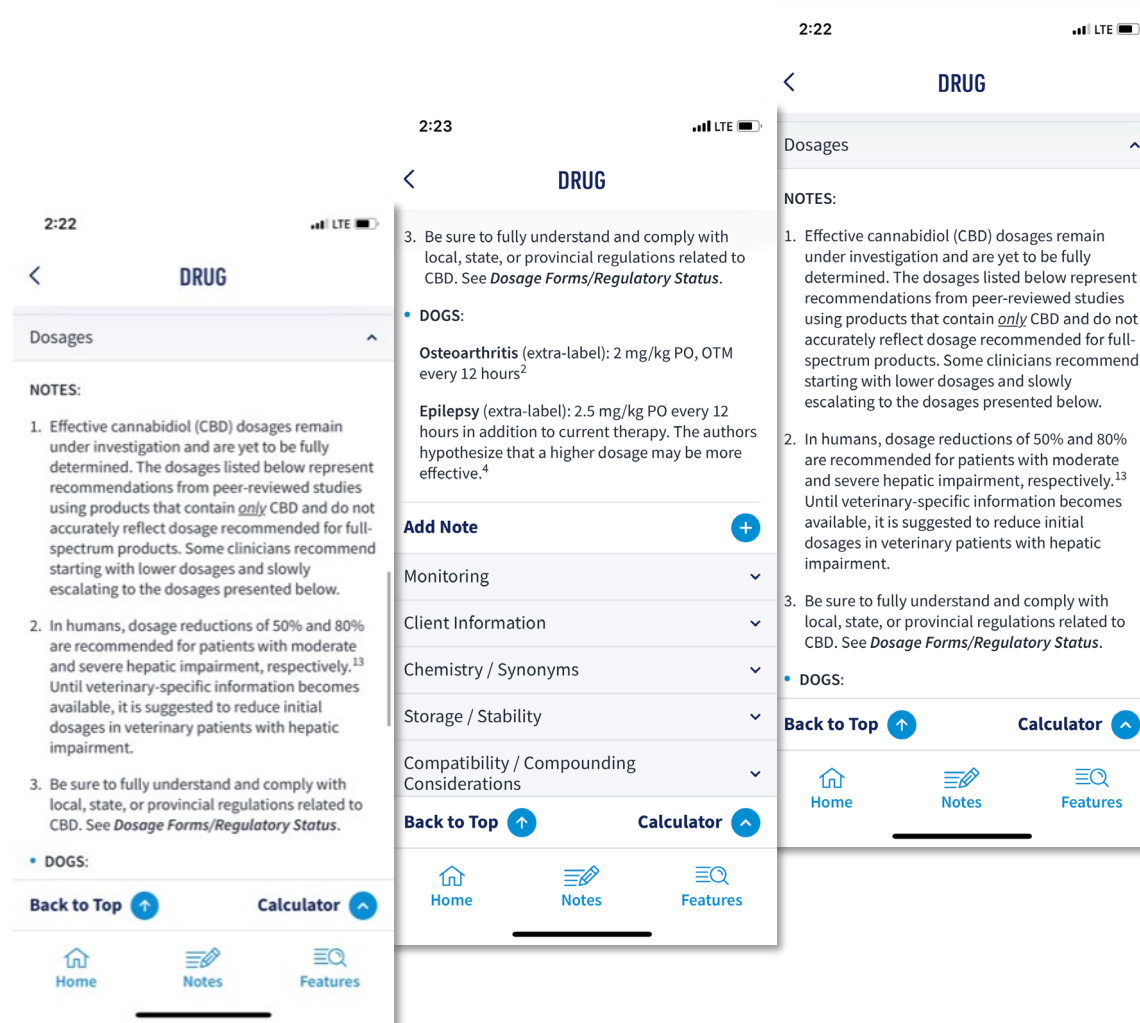 2:22
LTE
DRUG
Dosages
NOTES:
1. Effective cannabidiol (CBD) dosages remain
under investigation and are yet to be fully
determined. The dosages listed below represent
recommendations from peer-reviewed studies
using products that contain only CBD and do not
accurately reflect dosage recommended for full-
spectrum products. Some clinicians recommend
starting with lower dosages and slowly
escalating to the dosages presented below.
2. In humans, dosage reductions of 50% and 80%
are recommended for patients with moderate
and severe hepatic impairment, respectively.13
Until veterinary-specific information becomes
available, it is suggested to reduce initial
dosages in veterinary patients with hepatic
impairment.
3. Be sure to fully understand and comply with
local, state, or provincial regulations related to
CBD. See Dosage Forms/Regulatory Status.
• DOGS:
Back to Top
Calculator
Home
Notes
Features
2:23
LTE
DRUG
3. Be sure to fully understand and comply with
local, state, or provincial regulations related to
CBD. See Dosage Forms/Regulatory Status.
• DOGS:
Osteoarthritis (extra-label): 2 mg/kg PO, OTM
every 12 hours2
Epilepsy (extra-label): 2.5 mg/kg PO every 12
hours in addition to current therapy. The authors
hypothesize that a higher dosage may be more
effective.4
Add Note
Monitoring
Client Information
Chemistry / Synonyms
Storage / Stability
Compatibility / Compounding
Considerations
Back to Top
Calculator
Home
Notes
Features
2:22
LTE
DRUG
Dosages
NOTES:
1. Effective cannabidiol (CBD) dosages remain
under investigation and are yet to be fully
determined. The dosages listed below represent
recommendations from peer-reviewed studies
using products that contain only CBD and do not
accurately reflect dosage recommended for full-
spectrum products. Some clinicians recommend
starting with lower dosages and slowly
escalating to the dosages presented below.
2. In humans, dosage reductions of 50% and 80%
are recommended for patients with moderate
and severe hepatic impairment, respectively.13
Until veterinary-specific information becomes
available, it is suggested to reduce initial
dosages in veterinary patients with hepatic
impairment.
3. Be sure to fully understand and comply with
local, state, or provincial regulations related to
CBD. See Dosage Forms/Regulatory Status.
• DOGS:
Back to Top
Calculator
Home
Notes
Features